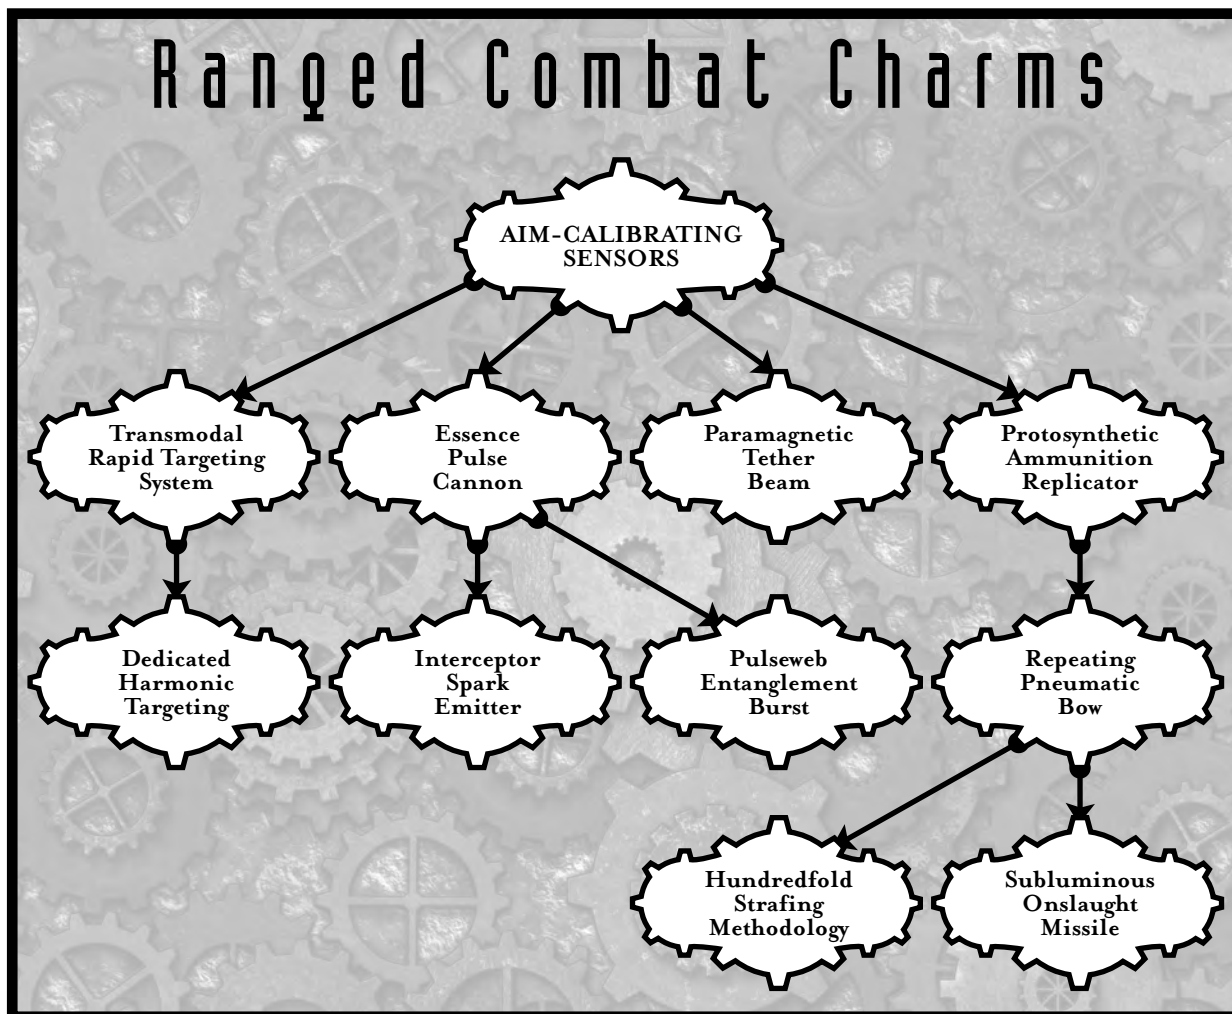 Ranged Combat Charms
AIM-CALIBRATING
SENSORS
Transmodal
Rapid Targeting
System
Essence
Pulse
Cannon
Paramagnetic
Tether
Beam
Protosynthetic
Ammunition
Replicator
Dedicated
Harmonic
Targeting
Interceptor
Spark
Emitter
Pulseweb
Entanglement
Burst
Repeating
Pneumatic
Bow
Hundredfold
Strafing
Methodology
Subluminous
Onslaught
Missile